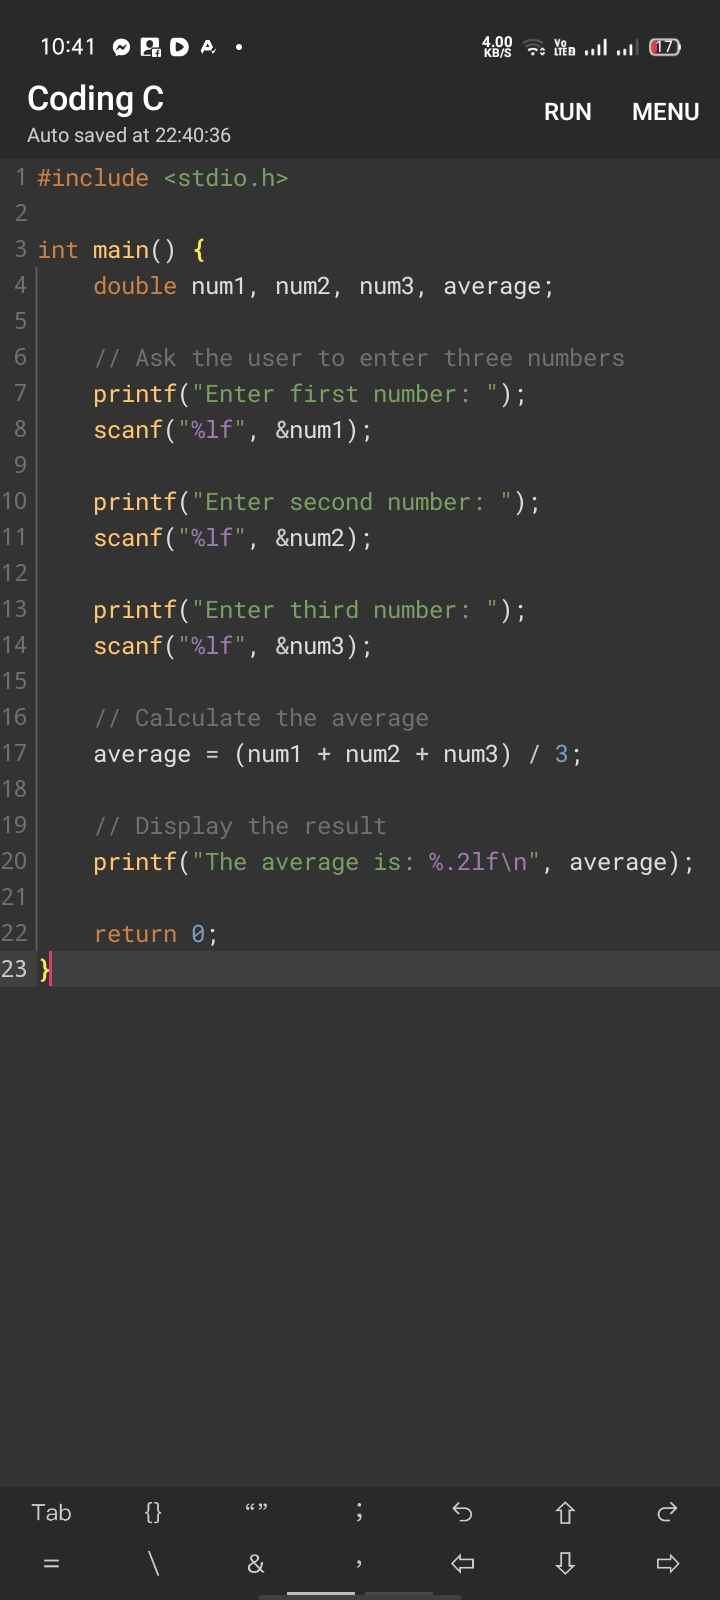 10:41
4.00 KB/S
Vo LTE2
17
Coding C
Auto saved at 22:40:36
RUN MENU
1 #include <stdio.h>
2
3 int main() {
4     double num1, num2, num3, average;
5
6     // Ask the user to enter three numbers
7     printf("Enter first number: ");
8     scanf("%lf", &num1);
9
10     printf("Enter second number: ");
11     scanf("%lf", &num2);
12
13     printf("Enter third number: ");
14     scanf("%lf", &num3);
15
16     // Calculate the average
17     average = (num1 + num2 + num3) / 3;
18
19     // Display the result
20     printf("The average is: %.2lf\n", average);
21
22     return 0;
23 }
Tab {} “” ;
= \ & ,